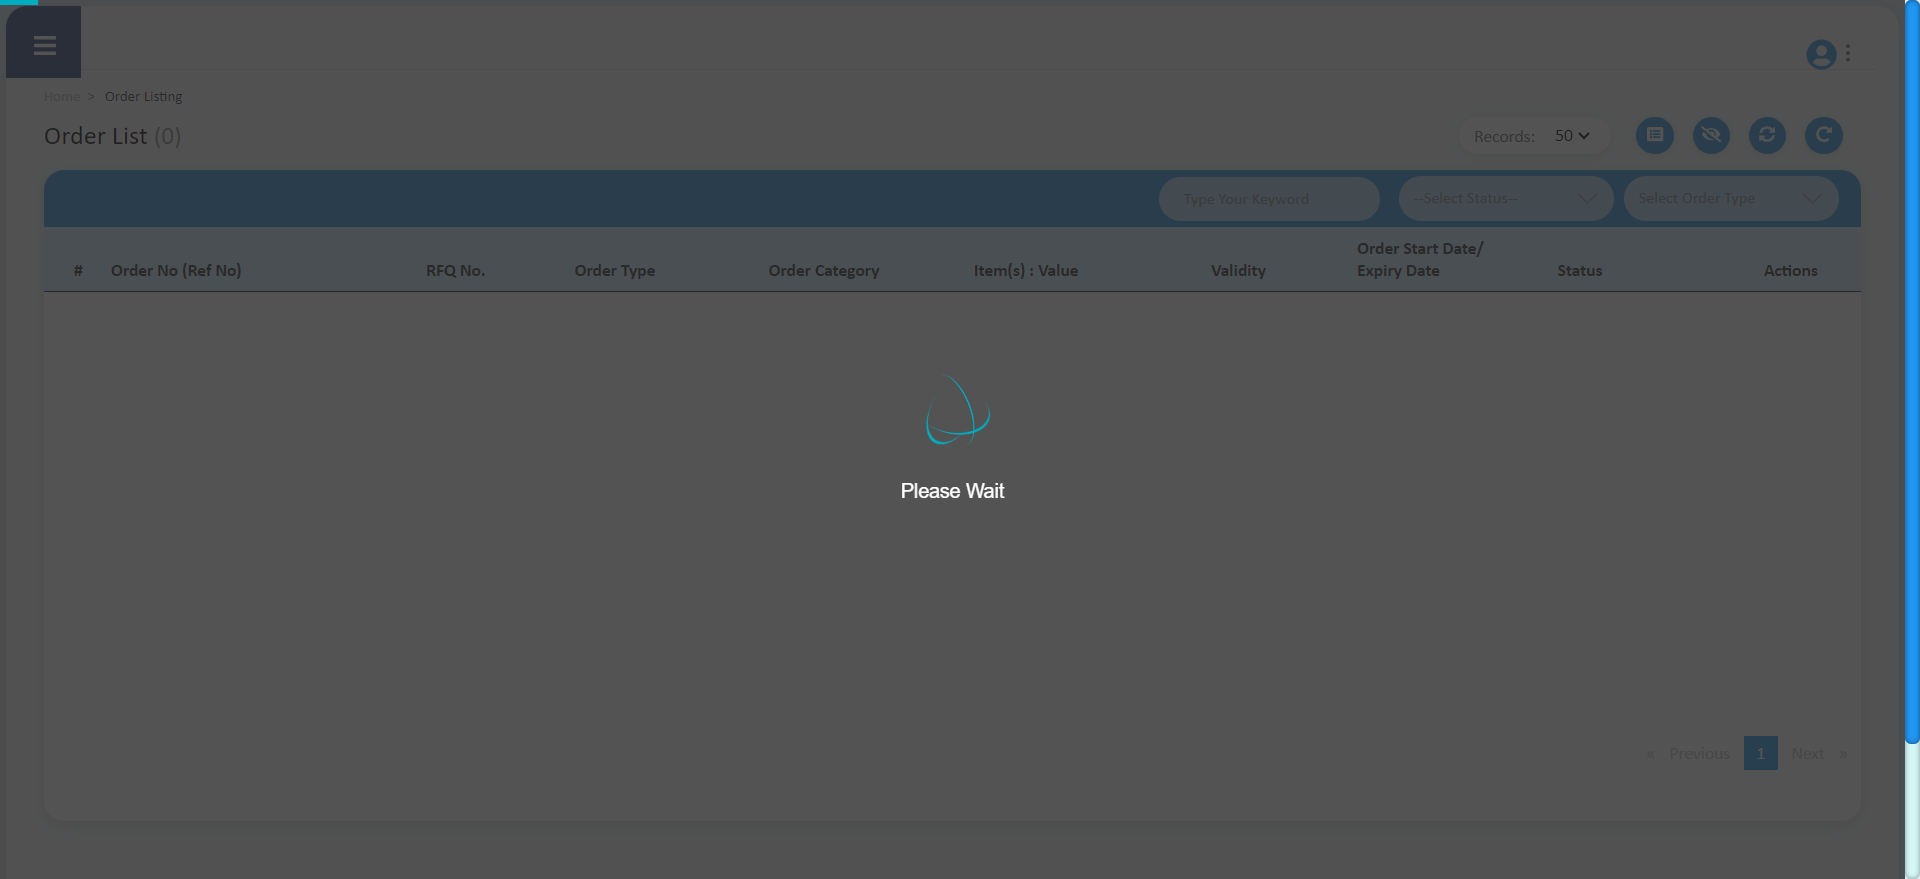 Home > Order Listing
Order List (0)
Records: 50
Type Your Keyword
--Select Status--
Select Order Type
# Order No (Ref No) RFQ No. Order Type Order Category Item(s) : Value Validity Order Start Date/ Expiry Date Status Actions
Please Wait
« Previous 1 Next »